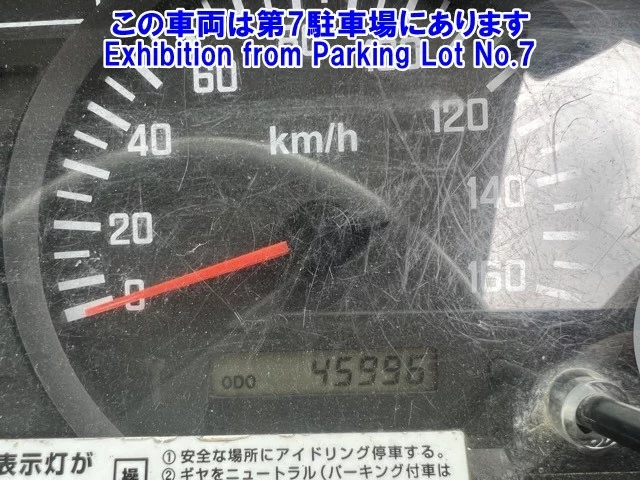 この車両は第7駐車場にあります
Exhibition from Parking Lot No.7
60
40
km/h
120
20
140
0
160
ODO 45996
表示灯が
操
① 安全な場所にアイドリング停車する。
② ギヤをニュートラル(パーキング付車は